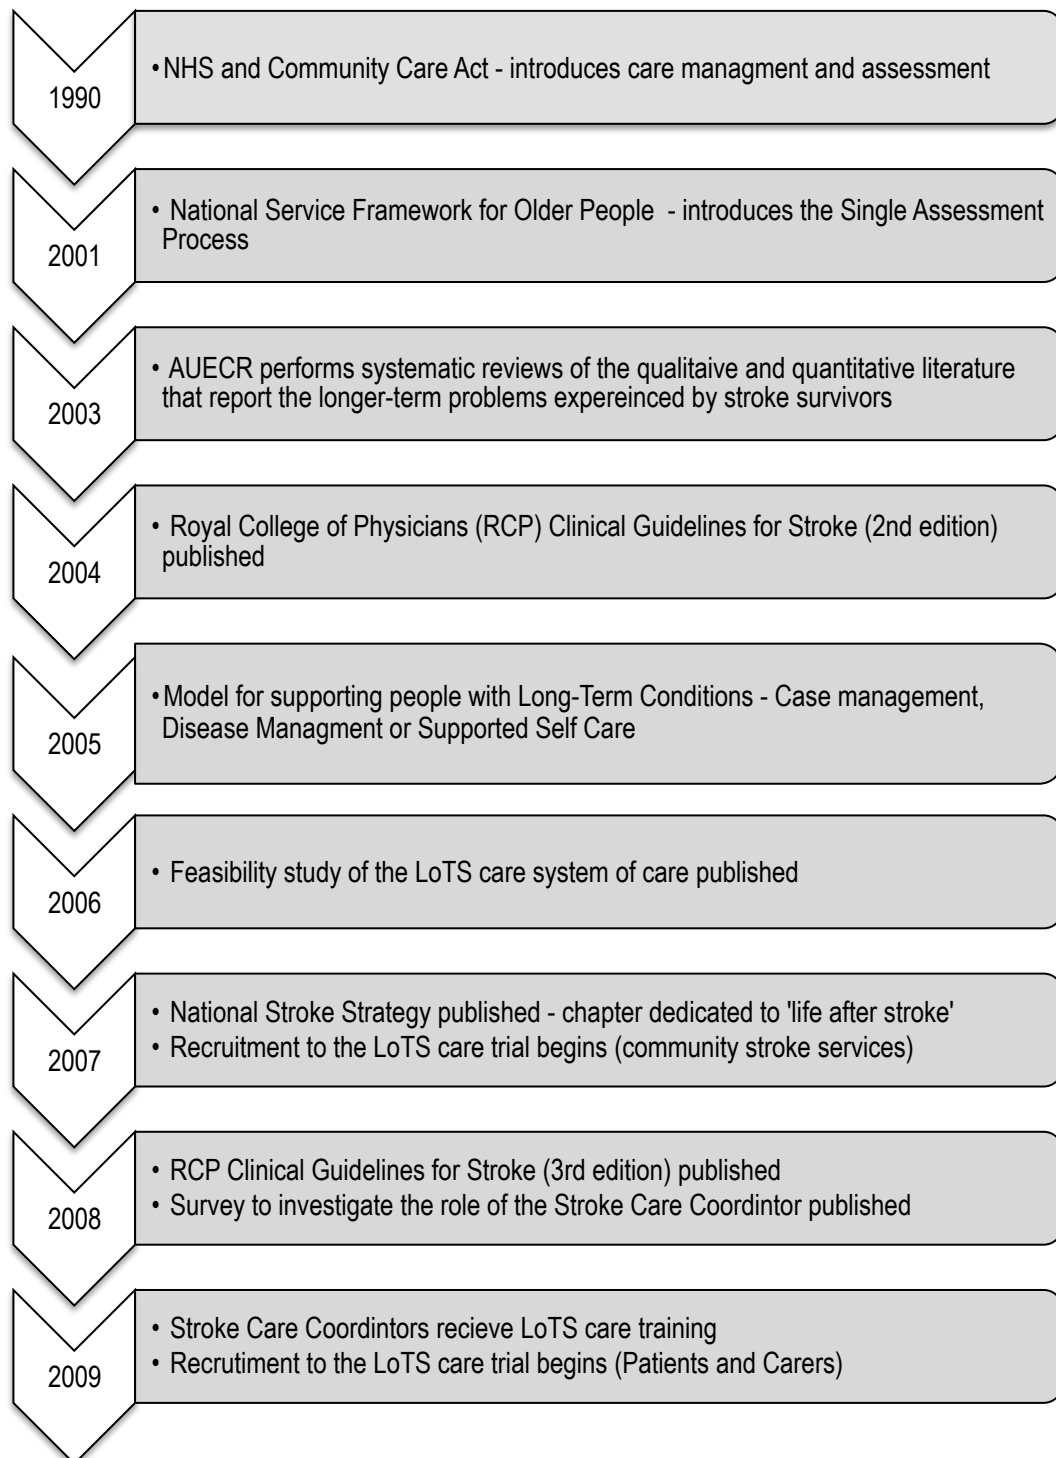 1990
•NHS and Community Care Act - introduces care managment and assessment
2001
• National Service Framework for Older People - introduces the Single Assessment
Process
2003
• AUECR performs systematic reviews of the qualitaive and quantitative literature
that report the longer-term problems expereinced by stroke survivors
2004
• Royal College of Physicians (RCP) Clinical Guidelines for Stroke (2nd edition)
published
2005
•Model for supporting people with Long-Term Conditions - Case management,
Disease Managment or Supported Self Care
2006
• Feasibility study of the LoTS care system of care published
2007
• National Stroke Strategy published - chapter dedicated to 'life after stroke'
• Recruitment to the LoTS care trial begins (community stroke services)
2008
• RCP Clinical Guidelines for Stroke (3rd edition) published
• Survey to investigate the role of the Stroke Care Coordintor published
2009
• Stroke Care Coordintors recieve LoTS care training
• Recrutiment to the LoTS care trial begins (Patients and Carers)